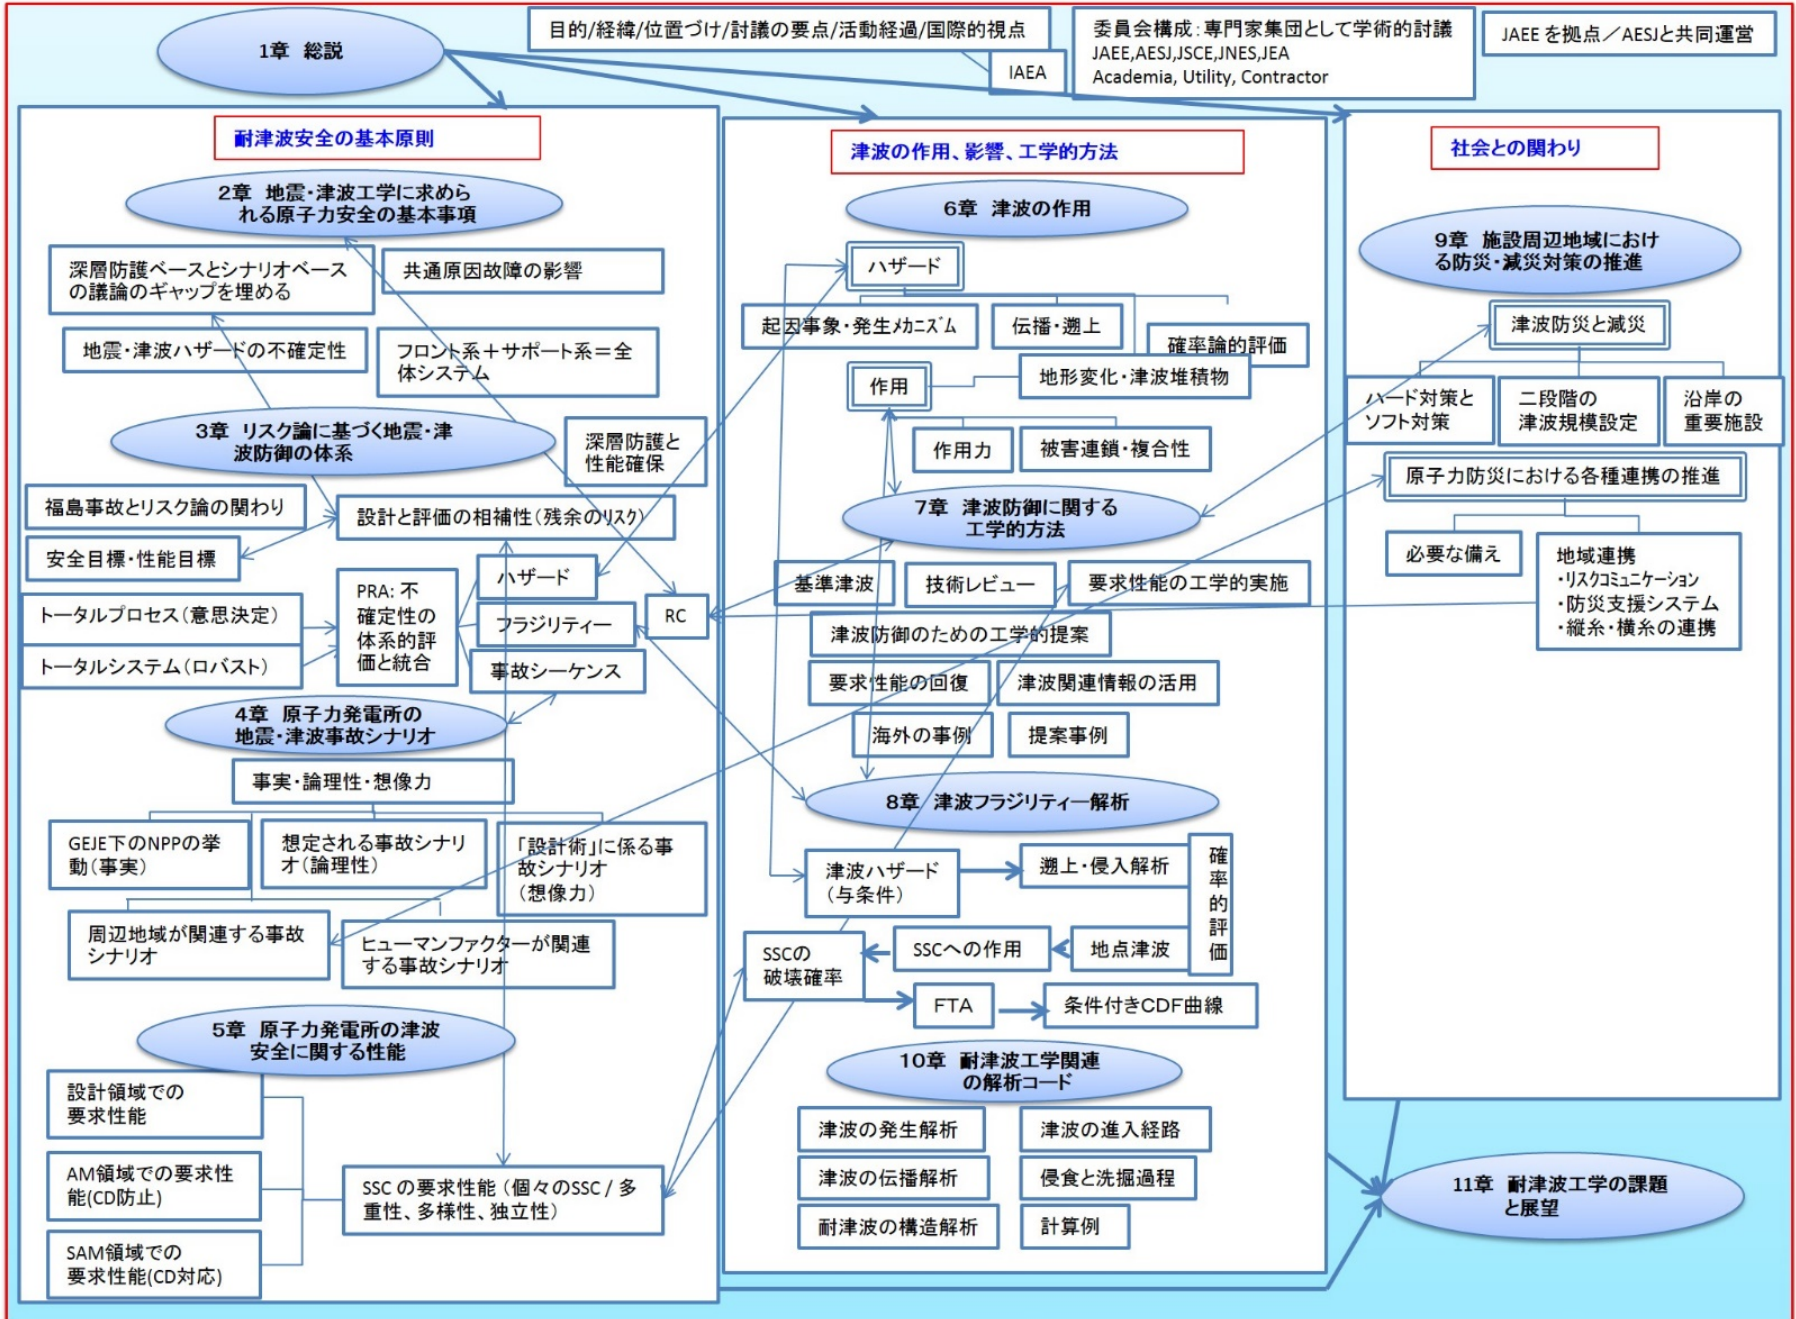 1章 総説
目的/経緯/位置づけ/討議の要点/活動経過/国際的視点
IAEA
委員会構成:専門家集団として学術的討議
JAEE,AESJ,JSCE,JNES,JEA
Academia, Utility, Contractor
JAEE を拠点/AESJと共同運営
耐津波安全の基本原則
2章 地震・津波工学に求めら
れる原子力安全の基本事項
深層防護ベースとシナリオベース
の議論のギャップを埋める
共通原因故障の影響
地震・津波ハザードの不確定性
フロント系+サポート系=全
体システム
3章 リスク論に基づく地震・津
波防御の体系
深層防護と
性能確保
福島事故とリスク論の関わり
設計と評価の相補性(残余のリスク)
安全目標・性能目標
PRA: 不
確定性の
体系的評
価と統合
ハザード
フラジリティー
事故シーケンス
RC
トータルプロセス(意思決定)
トータルシステム(ロバスト)
4章 原子力発電所の
地震・津波事故シナリオ
事実・論理性・想像力
GEJE下のNPPの挙
動(事実)
想定される事故シナリ
オ(論理性)
「設計術」に係る事
故シナリオ
(想像力)
周辺地域が関連する事故
シナリオ
ヒューマンファクターが関連
する事故シナリオ
5章 原子力発電所の津波
安全に関する性能
設計領域での
要求性能
AM領域での要求性
能(CD防止)
SAM領域での
要求性能(CD対応)
SSC の要求性能(個々のSSC / 多
重性、多様性、独立性)
津波の作用、影響、工学的方法
6章 津波の作用
ハザード
起因事象・発生メカニズム
伝播・遡上
確率論的評価
地形変化・津波堆積物
作用
作用力
被害連鎖・複合性
7章 津波防御に関する
工学的方法
基準津波
技術レビュー
要求性能の工学的実施
津波防御のための工学的提案
要求性能の回復
津波関連情報の活用
海外の事例
提案事例
8章 津波フラジリティー解析
津波ハザード
(与条件)
遡上・侵入解析
確率的評価
SSCの
破壊確率
SSCへの作用
地点津波
FTA
条件付きCDF曲線
10章 耐津波工学関連
の解析コード
津波の発生解析
津波の進入経路
津波の伝播解析
侵食と洗掘過程
耐津波の構造解析
計算例
社会との関わり
9章 施設周辺地域におけ
る防災・減災対策の推進
津波防災と減災
ハード対策と
ソフト対策
二段階の
津波規模設定
沿岸の
重要施設
原子力防災における各種連携の推進
必要な備え
地域連携
・リスクコミュニケーション
・防災支援システム
・縦糸・横糸の連携
11章 耐津波工学の課題
と展望